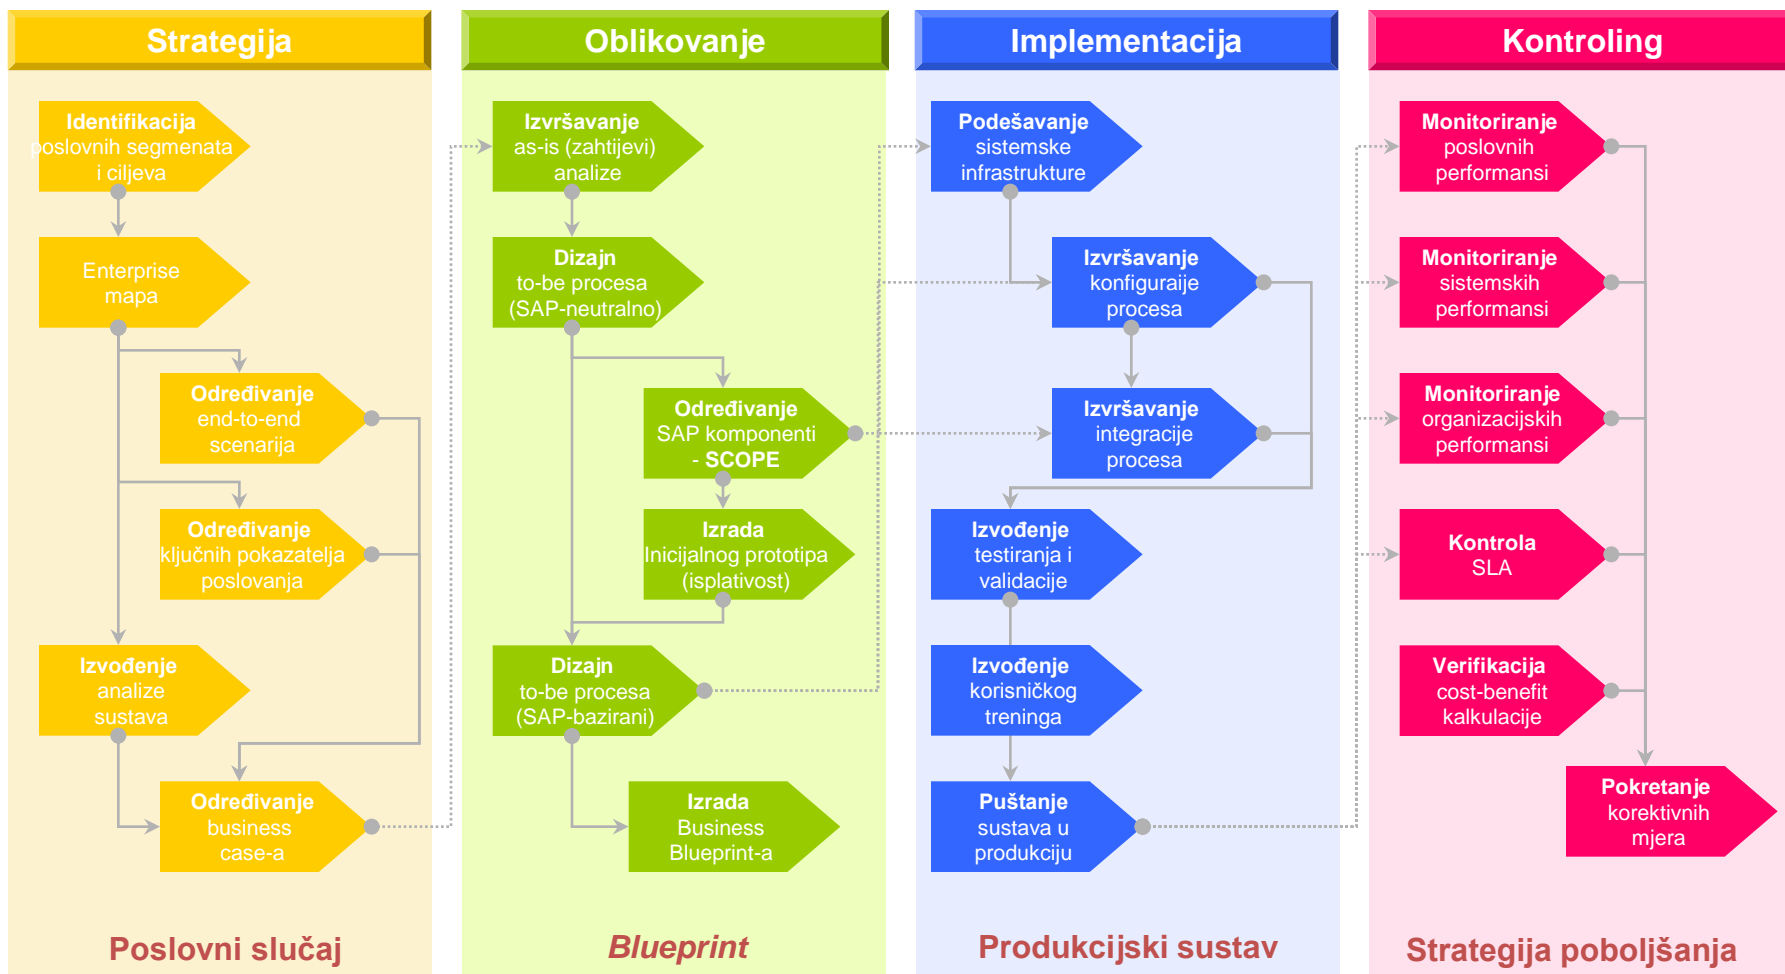 Strategija
Identifikacija
poslovnih segmenata
i ciljeva
Enterprise
mapa
Određivanje
end-to-end
scenarija
Određivanje
ključnih pokazatelja
poslovanja
Izvođenje
analize
sustava
Određivanje
business
case-a
Poslovni slučaj
Oblikovanje
Izvršavanje
as-is (zahtijevi)
analize
Dizajn
to-be procesa
(SAP-neutralno)
Određivanje
SAP komponenti
- SCOPE
Izrada
Inicijalnog prototipa
(isplativost)
Dizajn
to-be procesa
(SAP-bazirani)
Izrada
Business
Blueprint-a
Blueprint
Implementacija
Podešavanje
sistemske
infrastrukture
Izvršavanje
konfiguraije
procesa
Izvršavanje
integracije
procesa
Izvođenje
testiranja i
validacije
Izvođenje
korisničkog
treninga
Puštanje
sustava u
produkciju
Produkcijski sustav
Kontroling
Monitoriranje
poslovnih
performansi
Monitoriranje
sistemskih
performansi
Monitoriranje
organizacijskih
performansi
Kontrola
SLA
Verifikacija
cost-benefit
kalkulacije
Pokretanje
korektivnih
mjera
Strategija poboljšanja